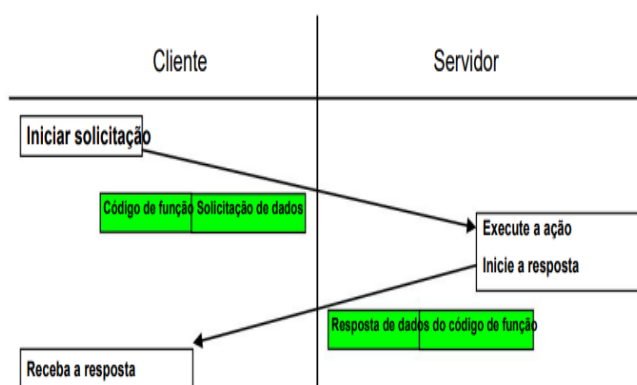 Cliente
Servidor
Iniciar solicitação
Código de função Solicitação de dados
Execute a ação
Inicie a resposta
Resposta de dados do código de função
Receba a resposta